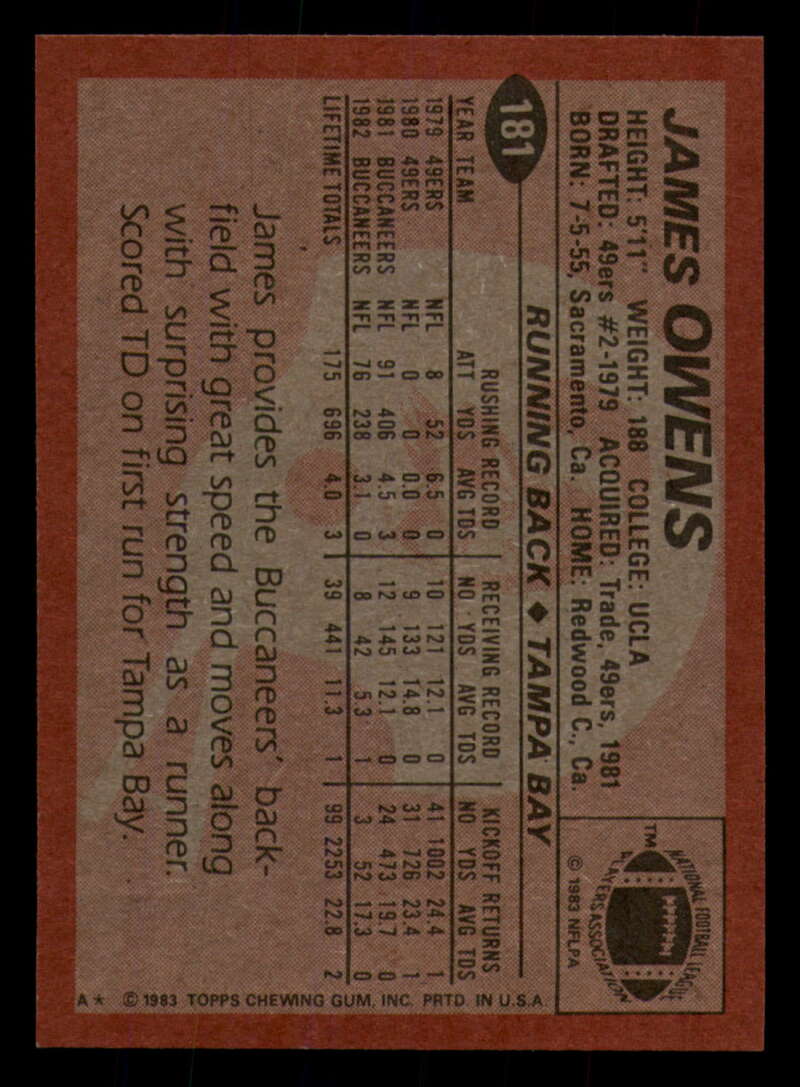 JAMES OWENS
HEIGHT: 5'11" WEIGHT: 188 COLLEGE: UCLA
DRAFTED: 49ers #2-1979 ACQUIRED: Trade, 49ers, 1981
BORN: 7-5-55, Sacramento, Ca. HOME: Redwood C., Ca.
NATIONAL FOOTBALL LEAGUE
PLAYERS ASSOCIATION
TM
© 1983 NFLPA
181
RUNNING BACK ◆ TAMPA BAY
RUSHING RECORD RECEIVING RECORD KICKOFF RETURNS
YEAR TEAM ATT YDS AVG TDS NO YDS AVG TDS NO YDS AVG TDS
1979 49ERS NFL 8 52 6.5 0 10 121 12.1 0 41 1002 24.4 1
1980 49ERS NFL 0 0 0.0 0 9 133 14.8 0 31 726 23.4 1
1981 BUCCANEERS NFL 91 406 4.5 3 12 145 12.1 0 24 473 19.7 0
1982 BUCCANEERS NFL 76 238 3.1 0 8 42 5.3 1 3 52 17.3 0
LIFETIME TOTALS 175 696 4.0 3 39 441 11.3 1 99 2253 22.8 2
James provides the Buccaneers' back-
field with great speed and moves along
with surprising strength as a runner.
Scored TD on first run for Tampa Bay.
A* © 1983 TOPPS CHEWING GUM, INC. PRTD. IN U.S.A.